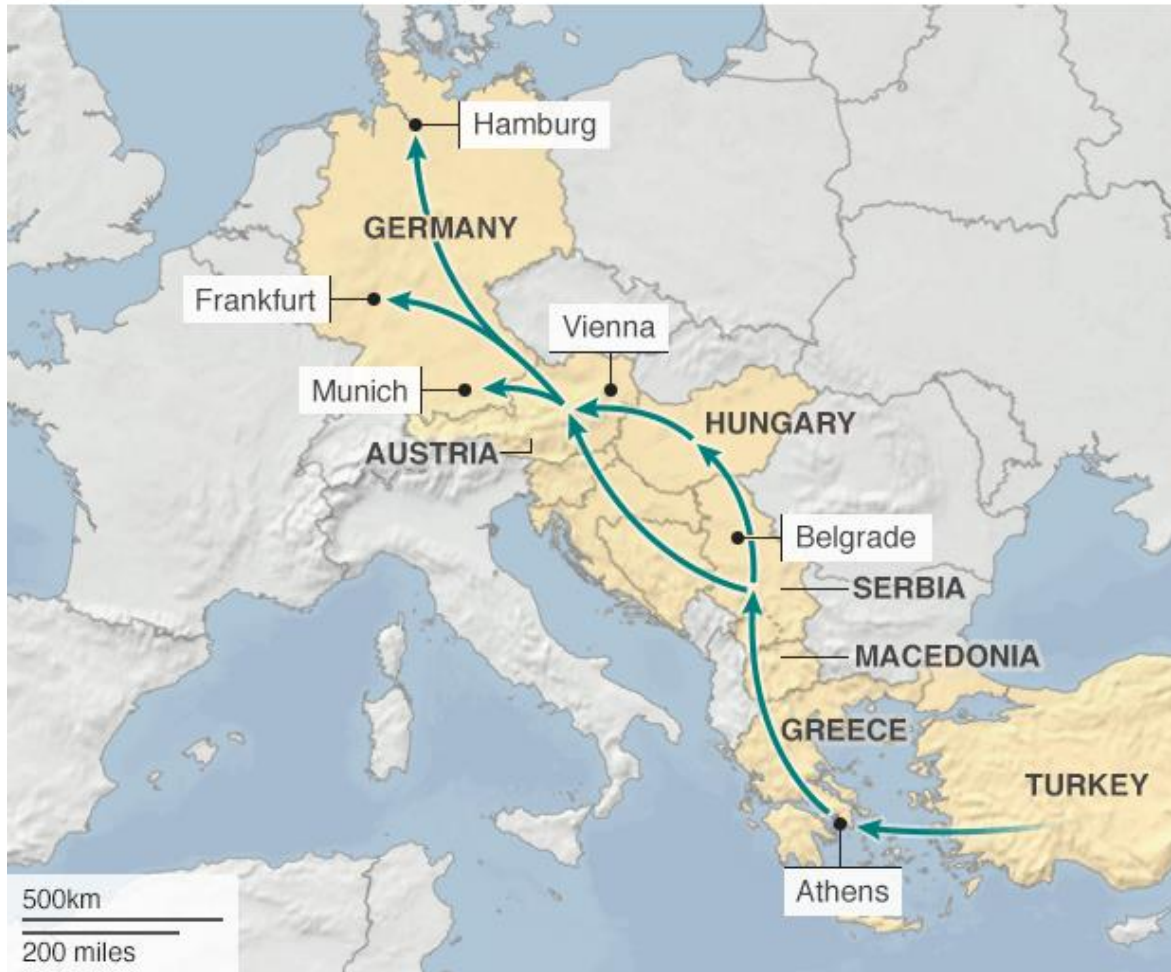 Hamburg
GERMANY
Frankfurt
Vienna
Munich
HUNGARY
AUSTRIA
Belgrade
SERBIA
MACEDONIA
GREECE
TURKEY
Athens
500km
200 miles